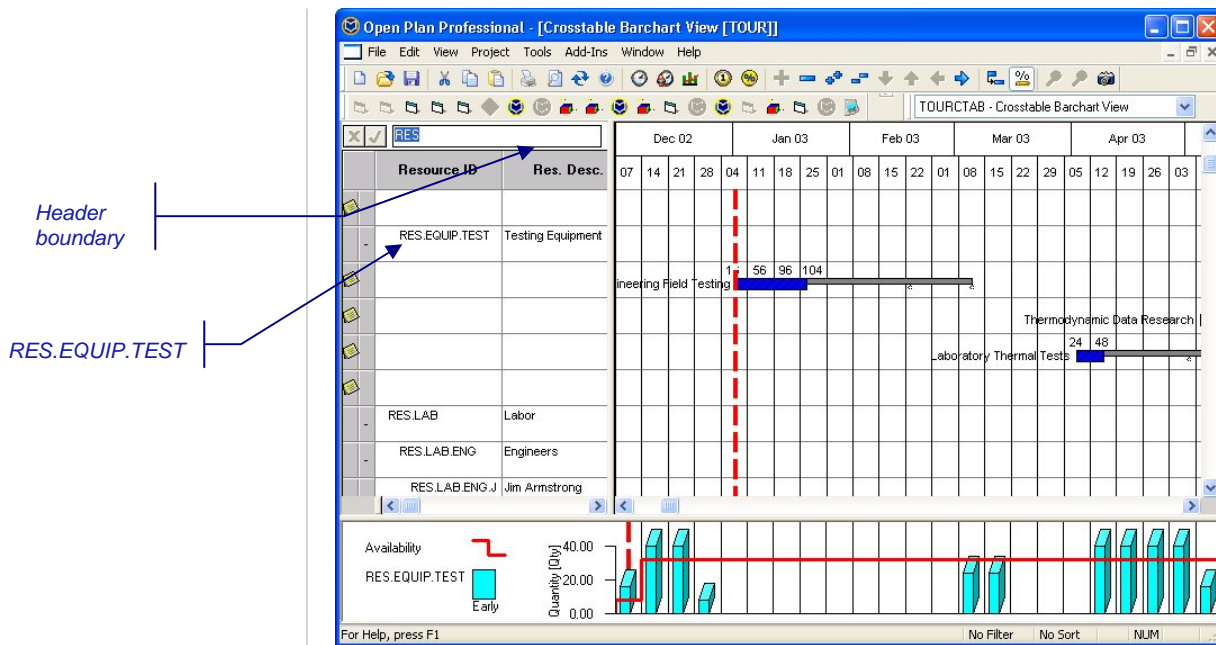 Open Plan Professional - [Crosstable Barchart View [TOUR]]
File Edit View Project Tools Add-Ins Window Help
TOURCTAB - Crosstable Barchart View
RES
Dec 02 Jan 03 Feb 03 Mar 03 Apr 03
Resource ID Res. Desc. 07 14 21 28 04 11 18 25 01 08 15 22 01 08 15 22 29 05 12 19 26 03
Header
boundary
RES.EQUIP.TEST Testing Equipment
56 96 104
ineering Field Testing
Thermodynamic Data Research
RES.EQUIP.TEST
24 48
Laboratory Thermal Tests
RES.LAB Labor
RES.LAB.ENG Engineers
RES.LAB.ENG.J Jim Armstrong
Availability
RES.EQUIP.TEST
Early
Quantity [Qty]
40.00
20.00
0.00
For Help, press F1 No Filter No Sort NUM